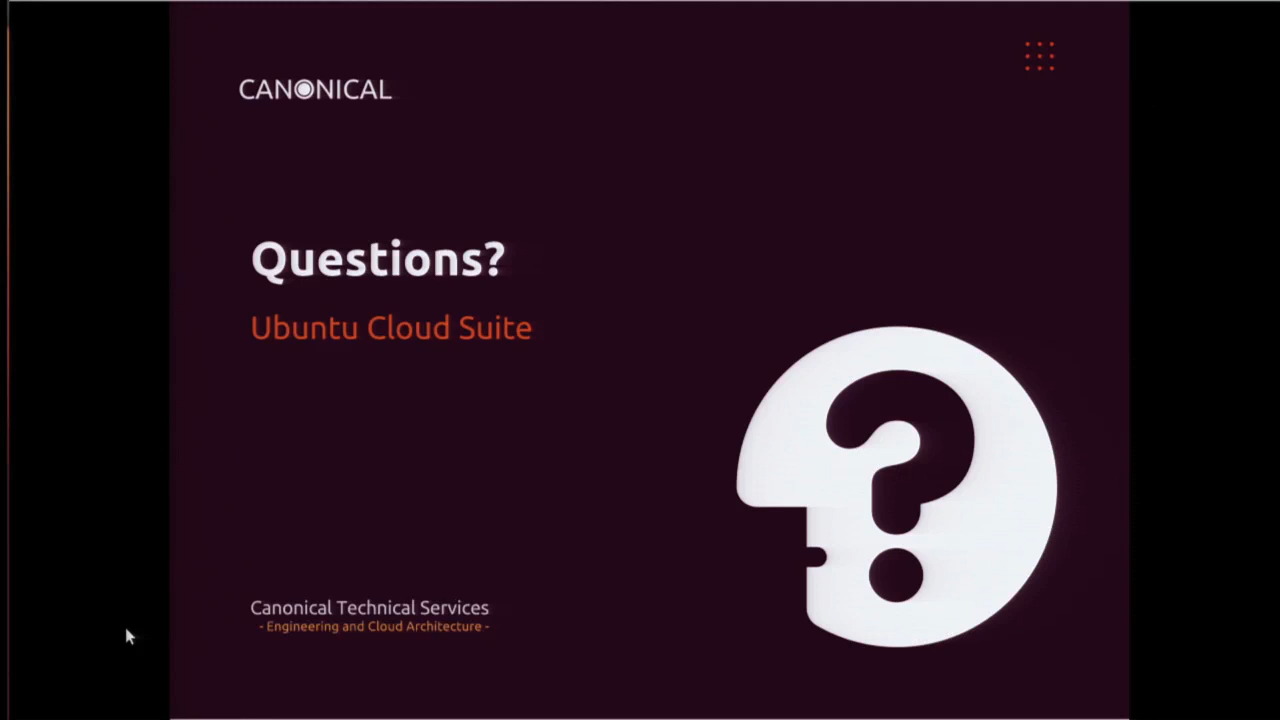 CANONICAL
Questions?
Ubuntu Cloud Suite
Canonical Technical Services
- Engineering and Cloud Architecture -